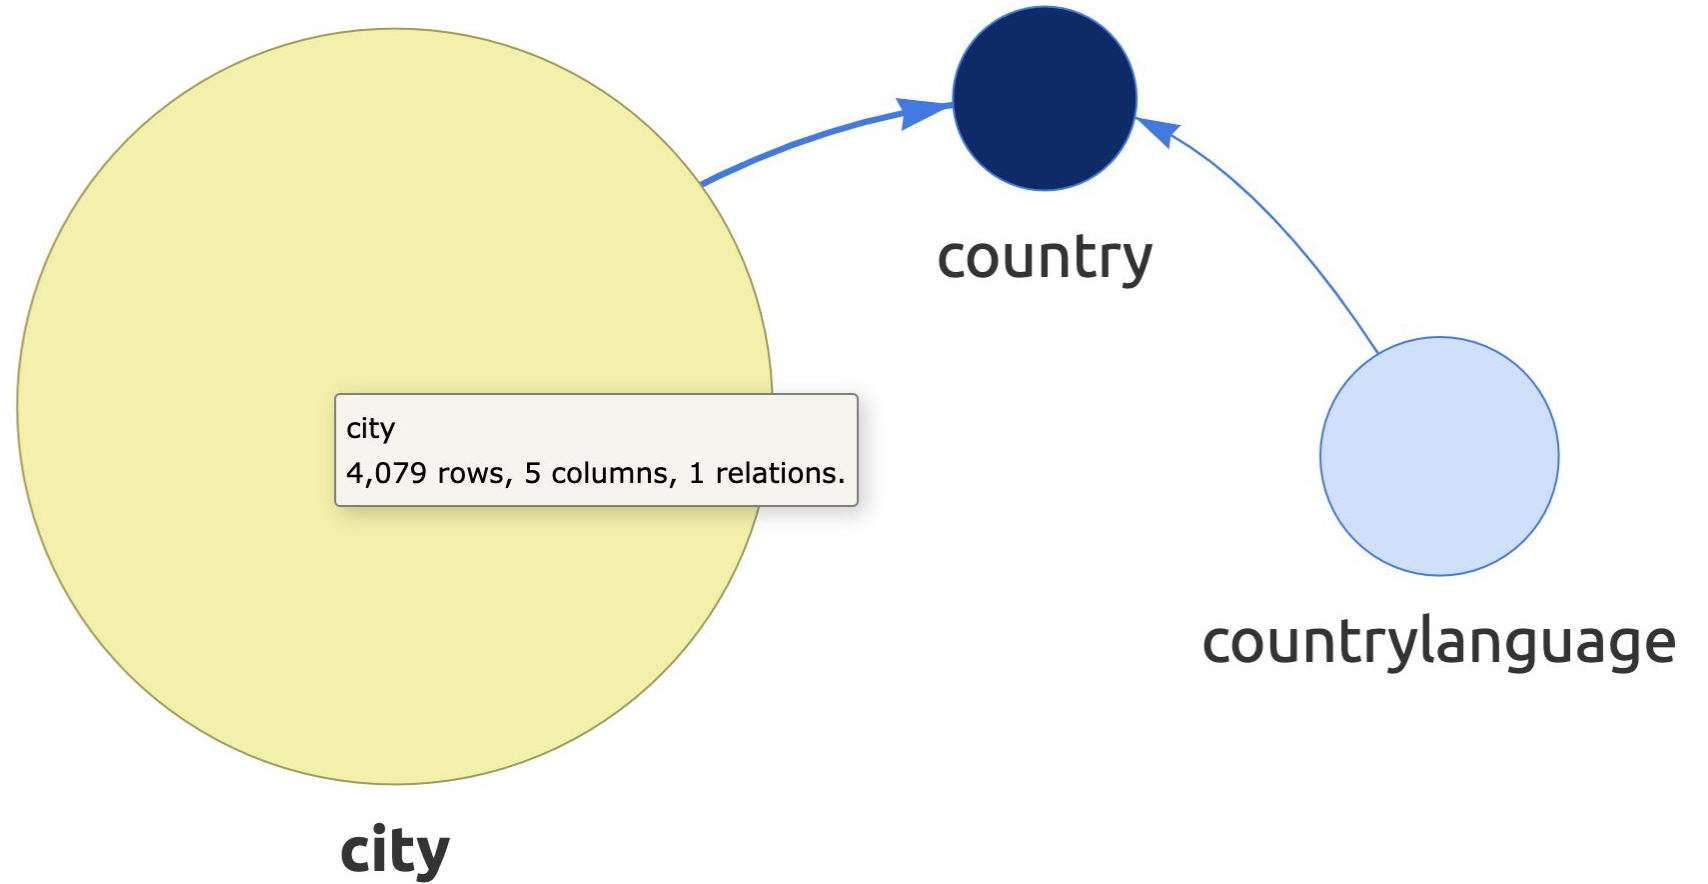 country
city
4,079 rows, 5 columns, 1 relations.
countrylanguage
city